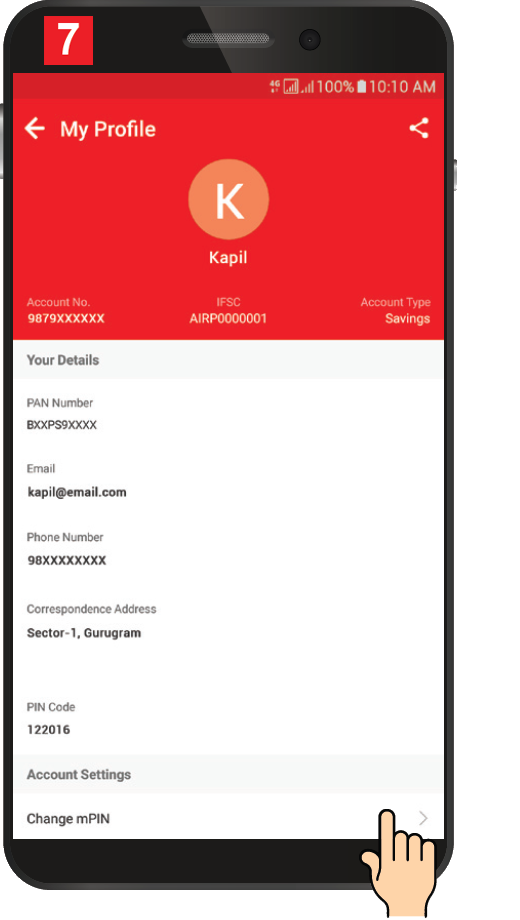 7
4G 100% 10:10 AM
My Profile
K
Kapil
Account No. IFSC Account Type
9879XXXXXX AIRP0000001 Savings
Your Details
PAN Number
BXXPS9XXXX
Email
kapil@email.com
Phone Number
98XXXXXXXX
Correspondence Address
Sector-1, Gurugram
PIN Code
122016
Account Settings
Change mPIN